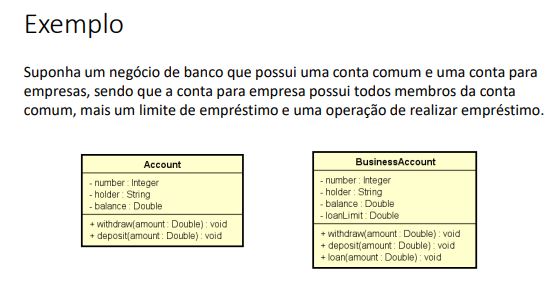 Exemplo
Suponha um negócio de banco que possui uma conta comum e uma conta para
empresas, sendo que a conta para empresa possui todos membros da conta
comum, mais um limite de empréstimo e uma operação de realizar empréstimo.
Account
- number : Integer
- holder : String
- balance : Double
+ withdraw(amount : Double) : void
+ deposit(amount : Double) : void
BusinessAccount
- number : Integer
- holder : String
- balance : Double
- loanLimit : Double
+ withdraw(amount : Double) : void
+ deposit(amount : Double) : void
+ loan(amount : Double) : void